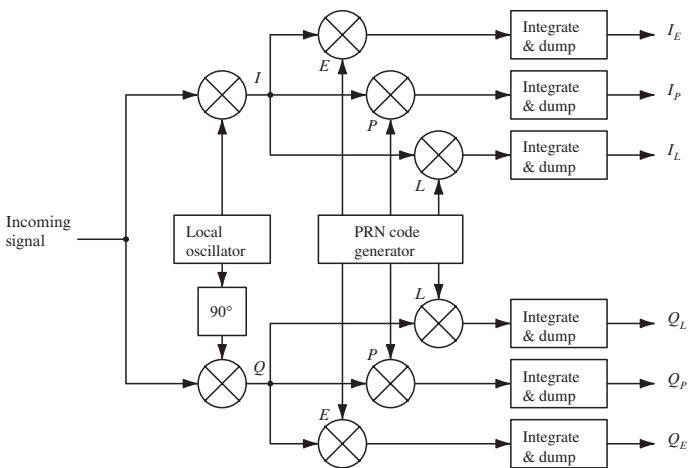 E
Integrate
& dump
I_E
I
P
Integrate
& dump
I_P
L
Integrate
& dump
I_L
Incoming
signal
Local
oscillator
PRN code
generator
90°
L
Integrate
& dump
Q_L
Q
P
Integrate
& dump
Q_P
E
Integrate
& dump
Q_E